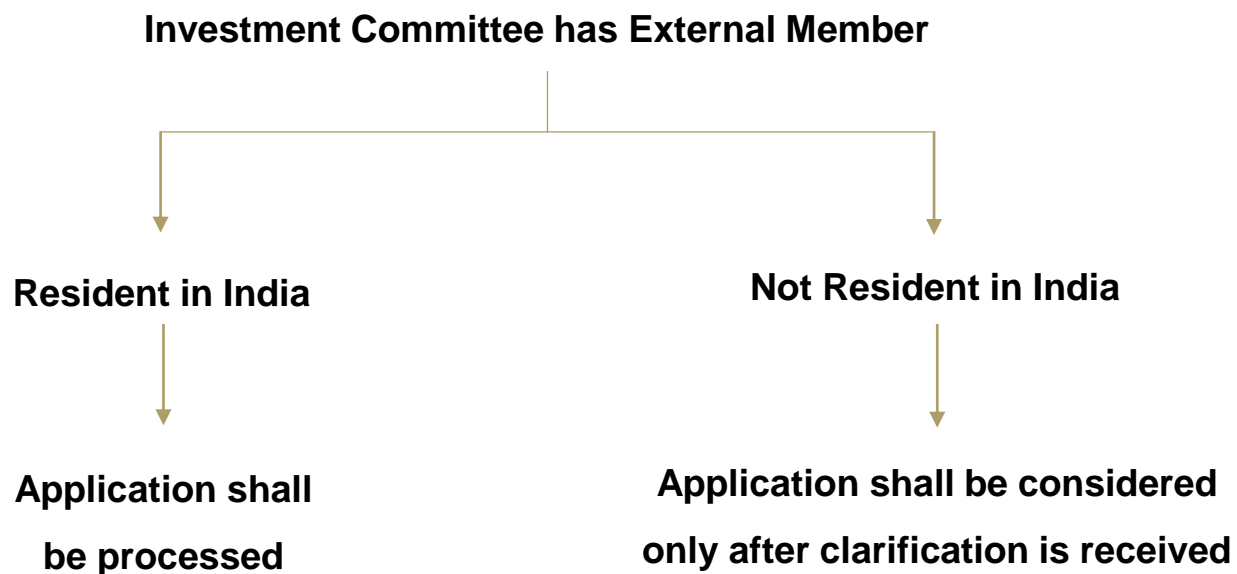 Investment Committee has External Member
Resident in India
Not Resident in India
Application shall
be processed
Application shall be considered
only after clarification is received